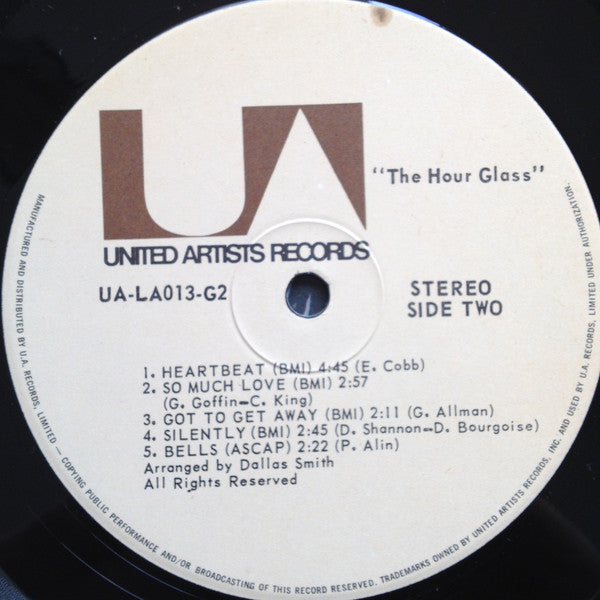 UA
"The Hour Glass"
UNITED ARTISTS RECORDS
UA-LA013-G2
STEREO
SIDE TWO
1. HEARTBEAT (BMI) 4:45 (E. Cobb)
2. SO MUCH LOVE (BMI) 2:57
(G. Goffin-C. King)
3. GOT TO GET AWAY (BMI) 2:11 (G. Allman)
4. SILENTLY (BMI) 2:45 (D. Shannon-D. Bourgoise)
5. BELLS (ASCAP) 2:22 (P. Alin)
Arranged by Dallas Smith
All Rights Reserved
MANUFACTURED AND DISTRIBUTED BY U.A. RECORDS, LIMITED — COPYING PUBLIC PERFORMANCE AND/OR BROADCASTING OF THIS RECORD RESERVED. TRADEMARKS OWNED BY UNITED ARTISTS RECORDS, INC. AND USED BY U.A. RECORDS, LIMITED UNDER AUTHORIZATION.